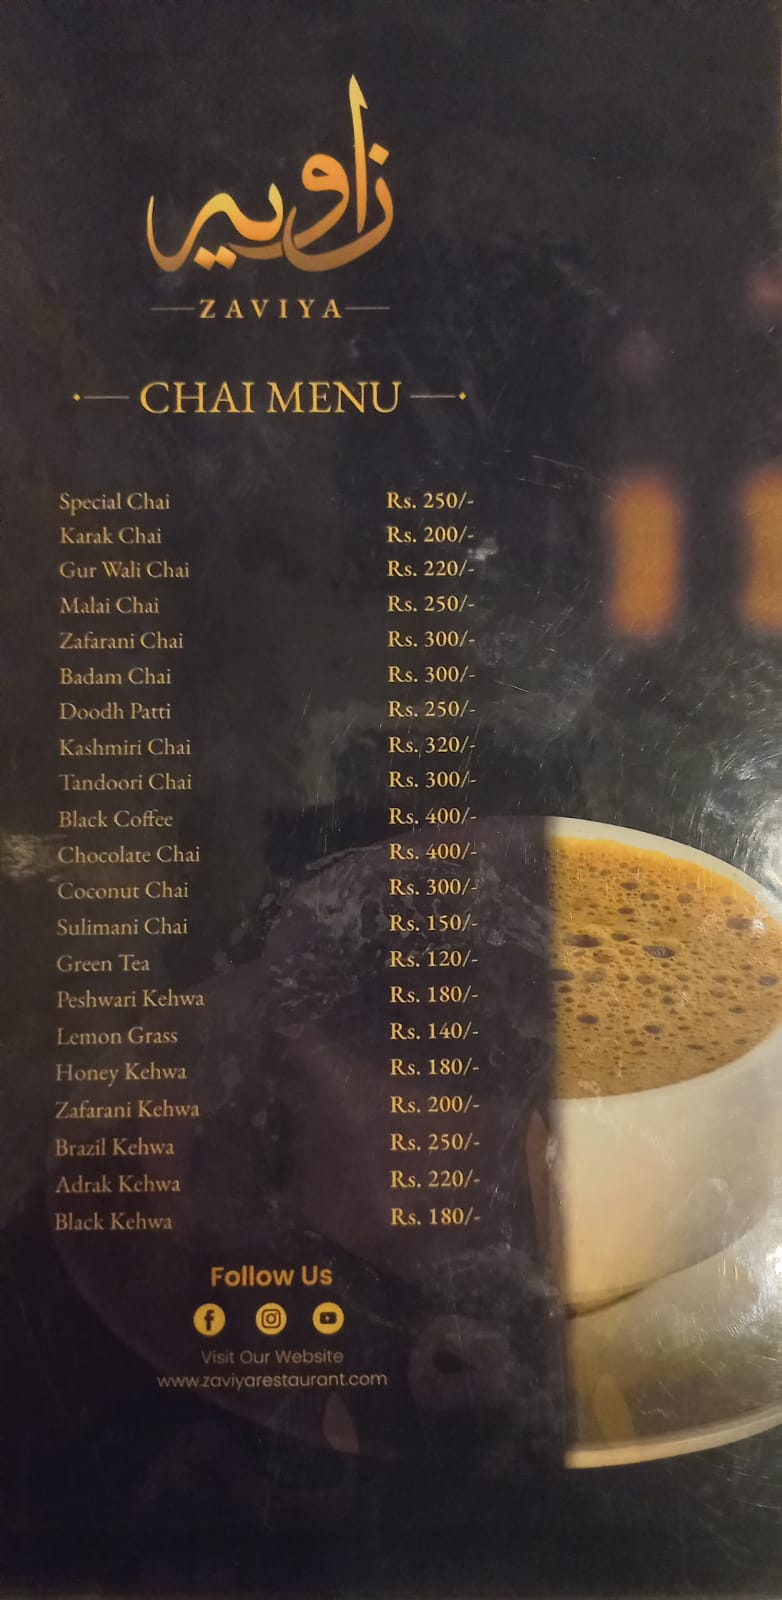 زاویہ
ZAVIYA
CHAI MENU
Special Chai Rs. 250/-
Karak Chai Rs. 200/-
Gur Wali Chai Rs. 220/-
Malai Chai Rs. 250/-
Zafarani Chai Rs. 300/-
Badam Chai Rs. 300/-
Doodh Patti Rs. 250/-
Kashmiri Chai Rs. 320/-
Tandoori Chai Rs. 300/-
Black Coffee Rs. 400/-
Chocolate Chai Rs. 400/-
Coconut Chai Rs. 300/-
Sulimani Chai Rs. 150/-
Green Tea Rs. 120/-
Peshwari Kehwa Rs. 180/-
Lemon Grass Rs. 140/-
Honey Kehwa Rs. 180/-
Zafarani Kehwa Rs. 200/-
Brazil Kehwa Rs. 250/-
Adrak Kehwa Rs. 220/-
Black Kehwa Rs. 180/-
Follow Us
Visit Our Website
www.zaviyarestaurant.com